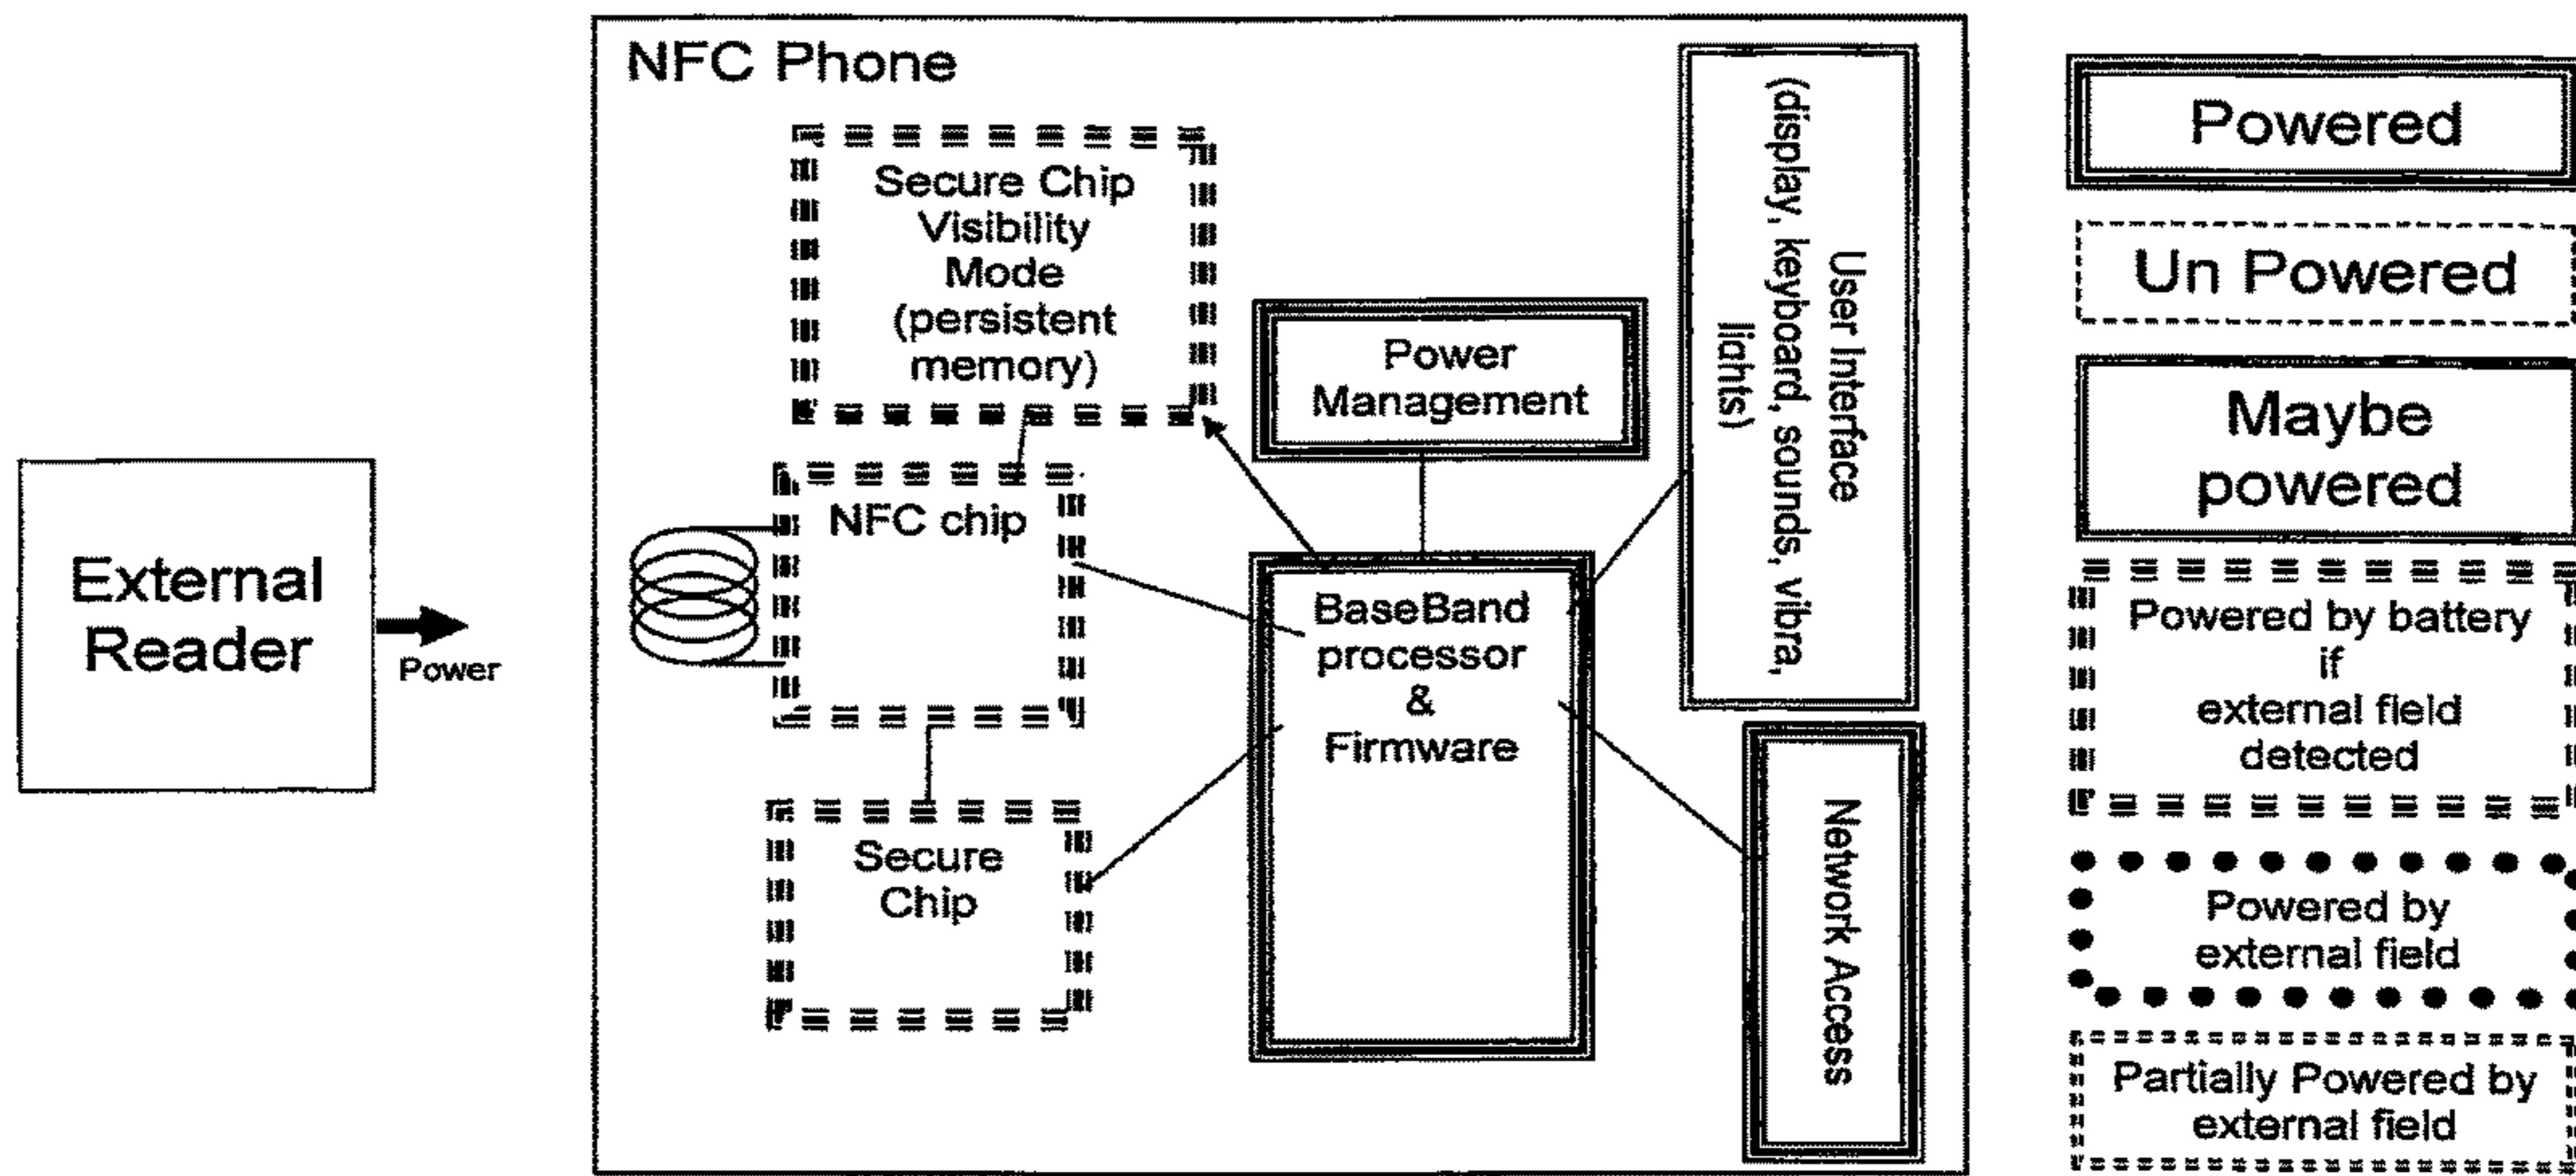 NFC Phone
Secure Chip
Visibility
Mode
(persistent
memory)
NFC chip
Secure
Chip
External
Reader
Power
Power
Management
BaseBand
processor
&
Firmware
User Interface
(display, keyboard, sounds, vibra,
lights)
Network Access
Powered
Un Powered
Maybe
powered
Powered by battery
if
external field
detected
Powered by
external field
Partially Powered by
external field